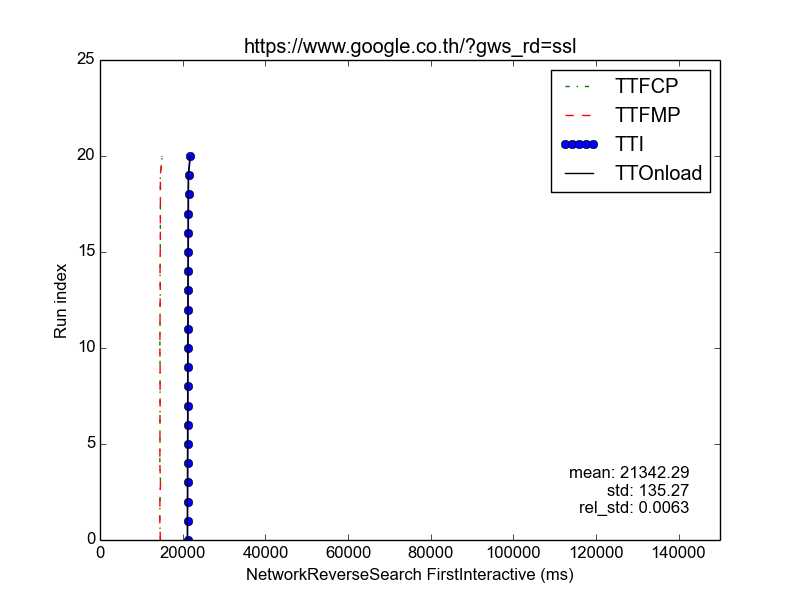 https://www.google.co.th/?gws_rd=ssl
25
20
15
10
5
0
Run index
TTFCP
TTFMP
TTI
TTOnload
mean: 21342.29
std: 135.27
rel_std: 0.0063
0 20000 40000 60000 80000 100000 120000 140000
NetworkReverseSearch FirstInteractive (ms)